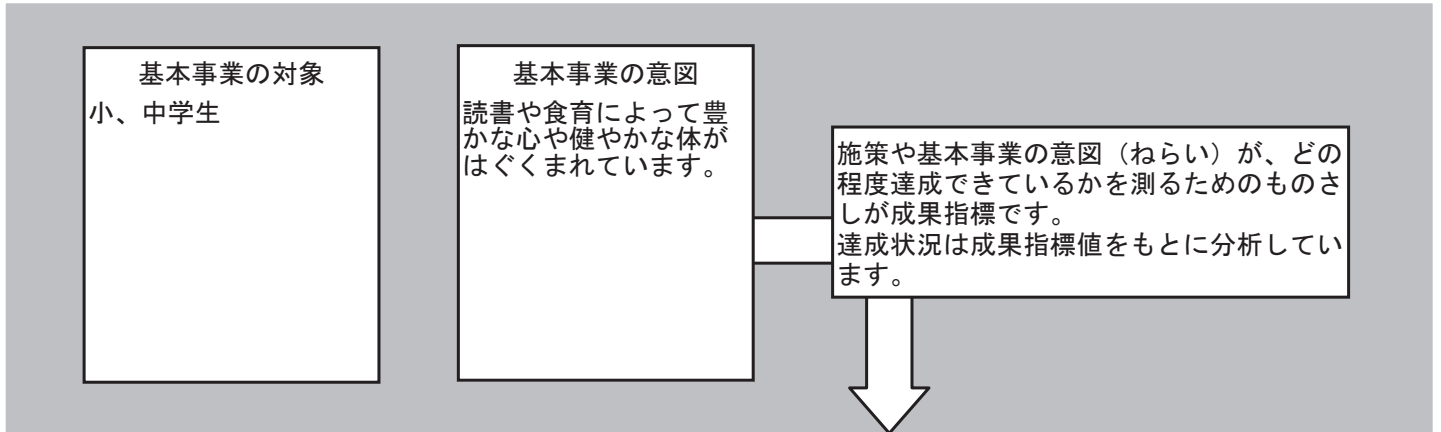 基本事業の対象
小、中学生
基本事業の意図
読書や食育によって豊
かな心や健やかな体が
はぐくまれています。
施策や基本事業の意図（ねらい）が、どの
程度達成できているかを測るためのものさ
しが成果指標です。
達成状況は成果指標値をもとに分析してい
ます。